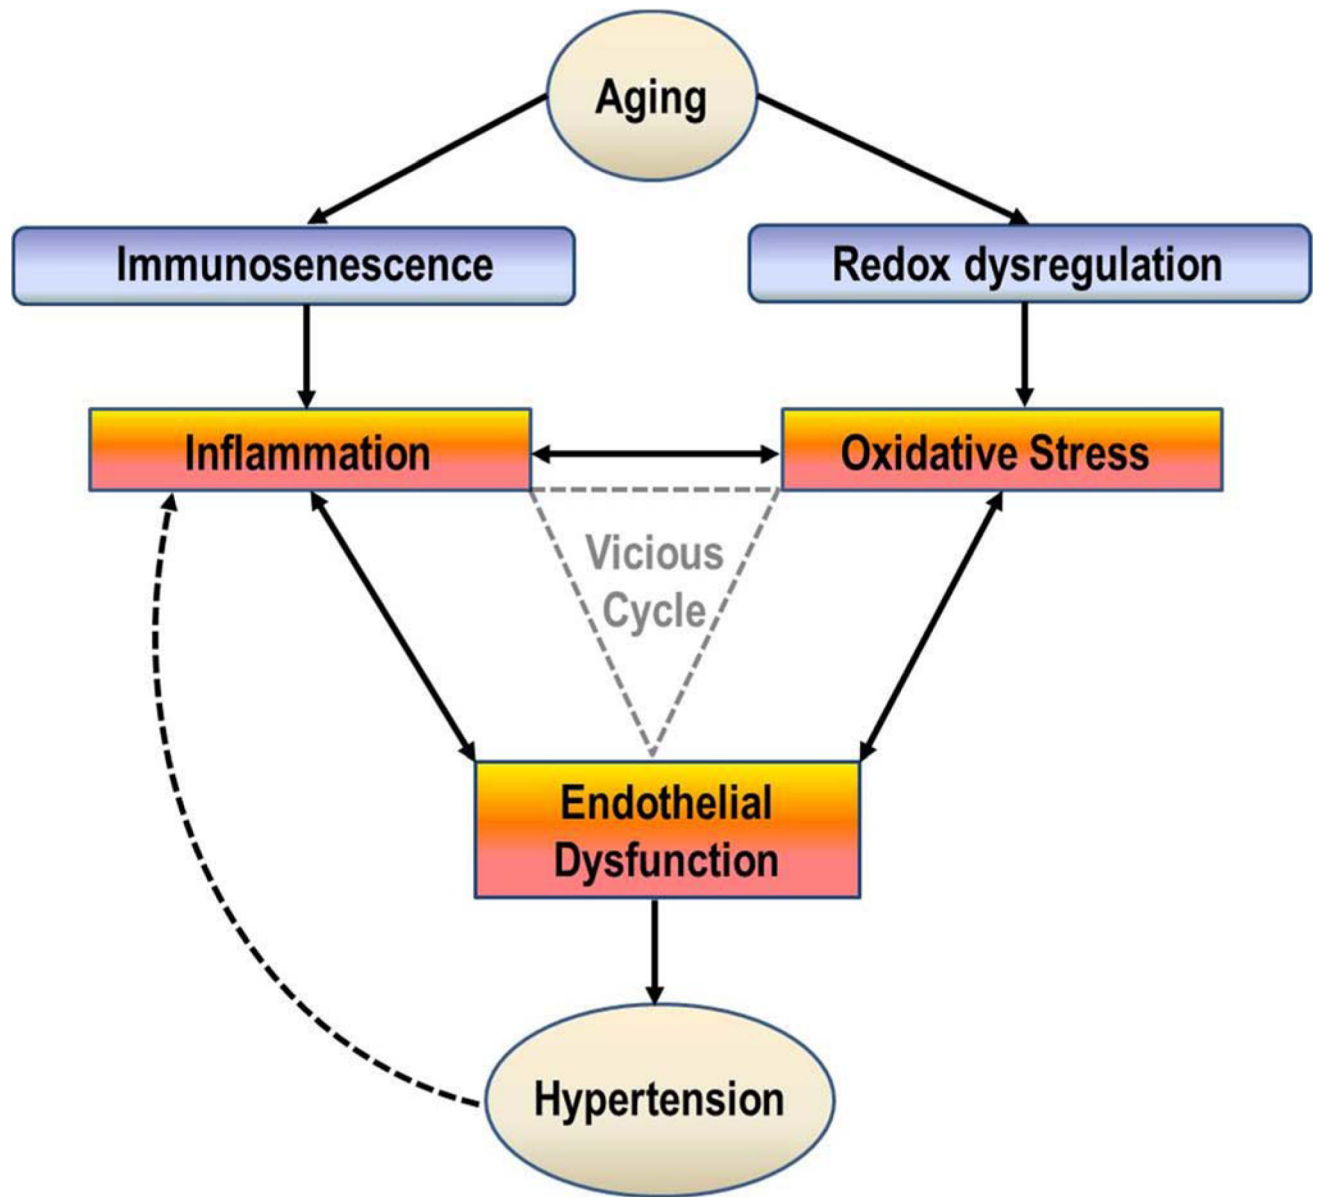 Aging
Immunosenescence
Redox dysregulation
Inflammation
Oxidative Stress
Vicious
Cycle
Endothelial
Dysfunction
Hypertension